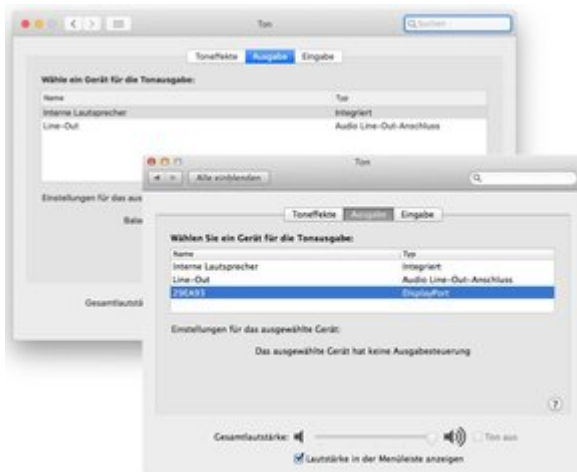 Ton
Suchen
Toneffekte Ausgabe Eingabe
Wähle ein Gerät für die Tonausgabe:
Name Typ
Interne Lautsprecher Integriert
Line-Out Audio Line-Out-Anschluss
Einstellungen für das aus
Gesamtlautstä
Ton
Alle einblenden
Toneffekte Ausgabe Eingabe
Wählen Sie ein Gerät für die Tonausgabe:
Name Typ
Interne Lautsprecher Integriert
Line-Out Audio Line-Out-Anschluss
29EA93 DisplayPort
Einstellungen für das ausgewählte Gerät:
Das ausgewählte Gerät hat keine Ausgabesteuerung
Gesamtlautstärke: Ton aus
Lautstärke in der Menüleiste anzeigen